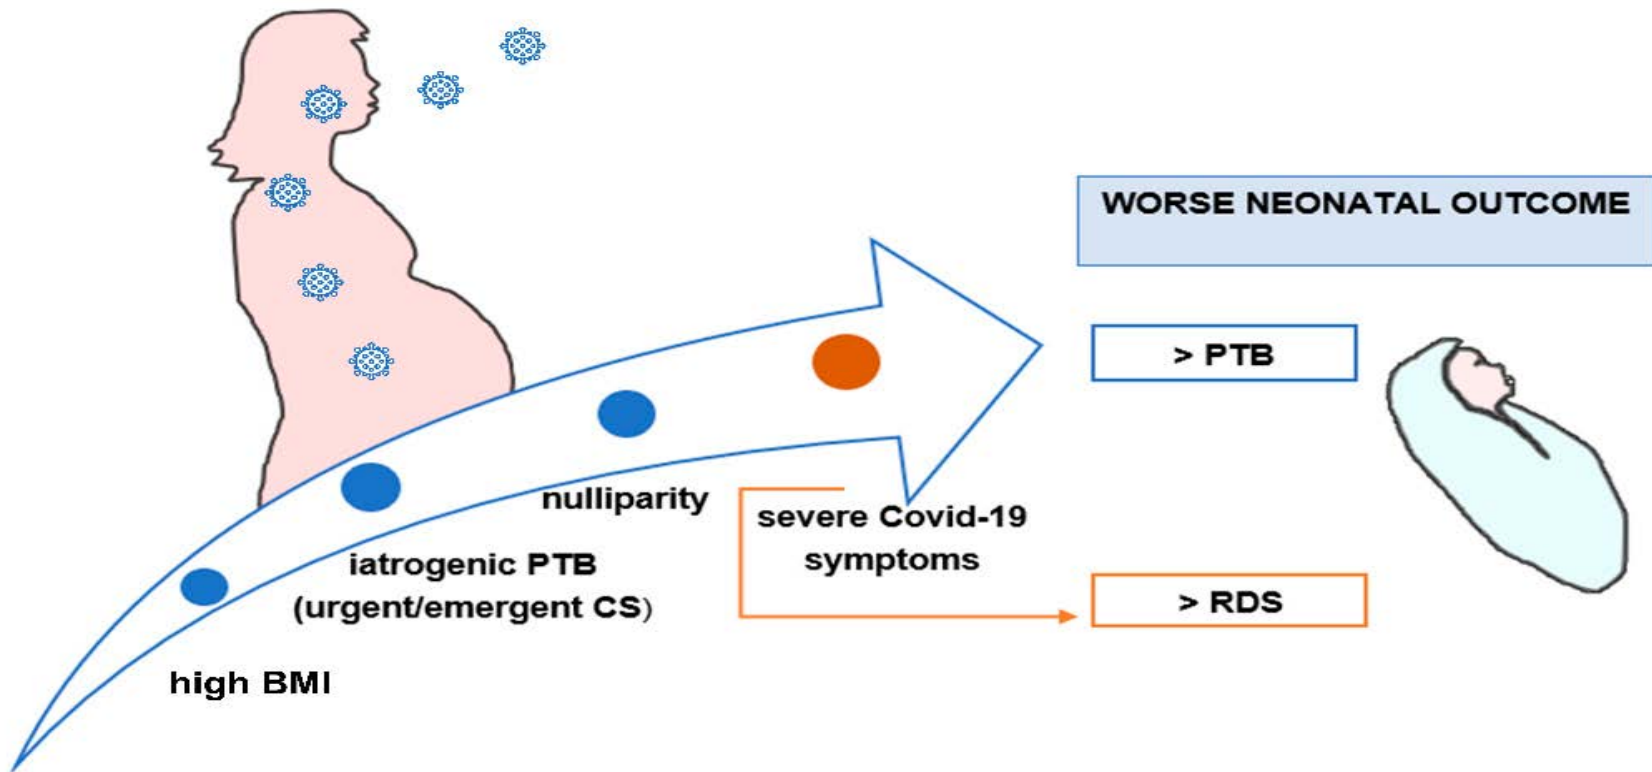 WORSE NEONATAL OUTCOME
> PTB
nulliparity
severe Covid-19
symptoms
iatrogenic PTB
(urgent/emergent CS)
> RDS
high BMI